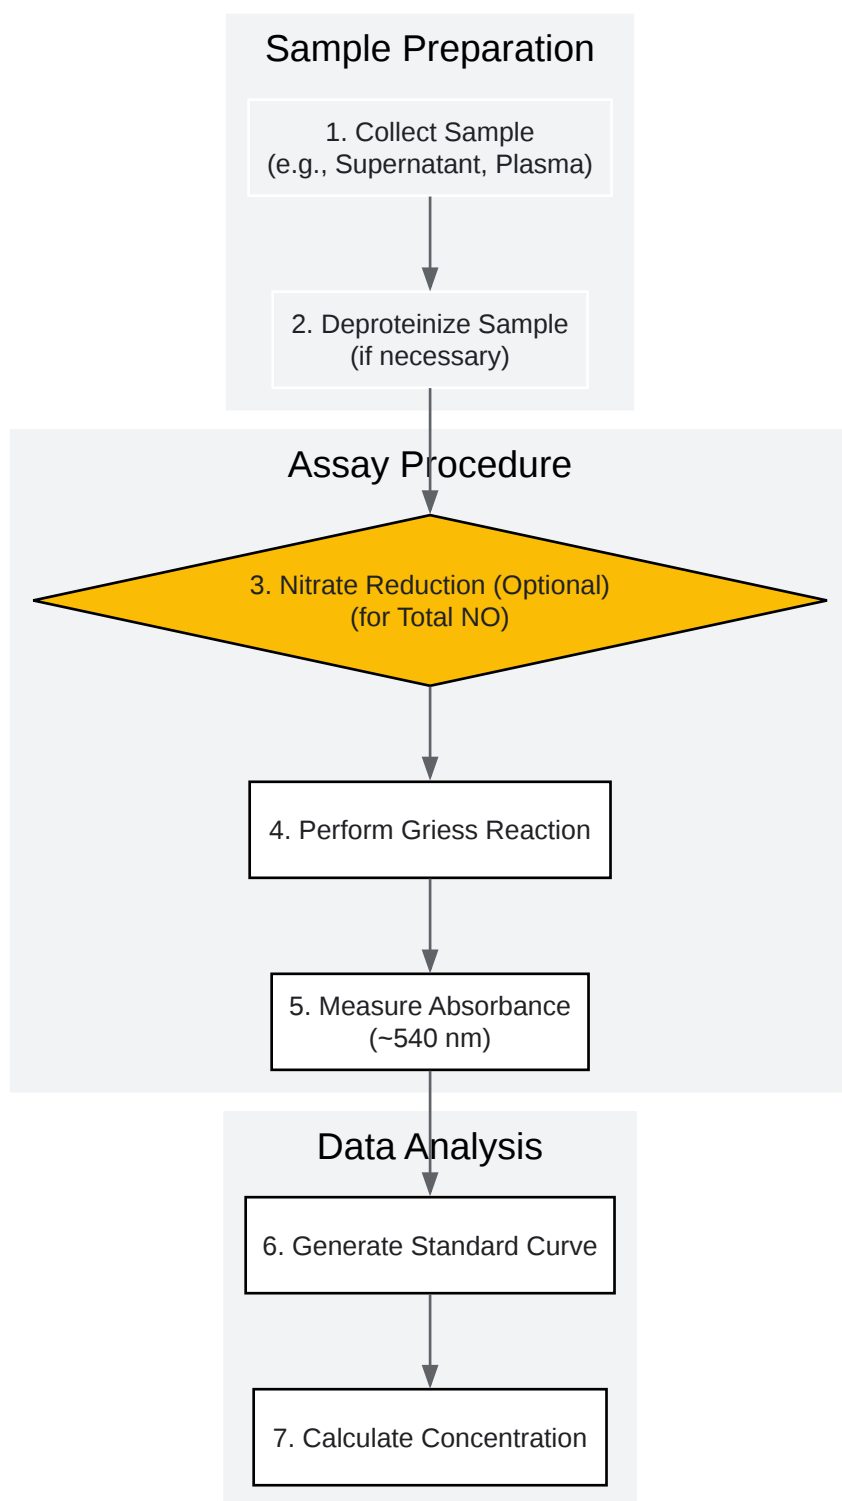 Sample Preparation
1. Collect Sample
(e.g., Supernatant, Plasma)
2. Deproteinize Sample
(if necessary)
Assay Procedure
3. Nitrate Reduction (Optional)
(for Total NO)
4. Perform Griess Reaction
5. Measure Absorbance
(~540 nm)
Data Analysis
6. Generate Standard Curve
7. Calculate Concentration